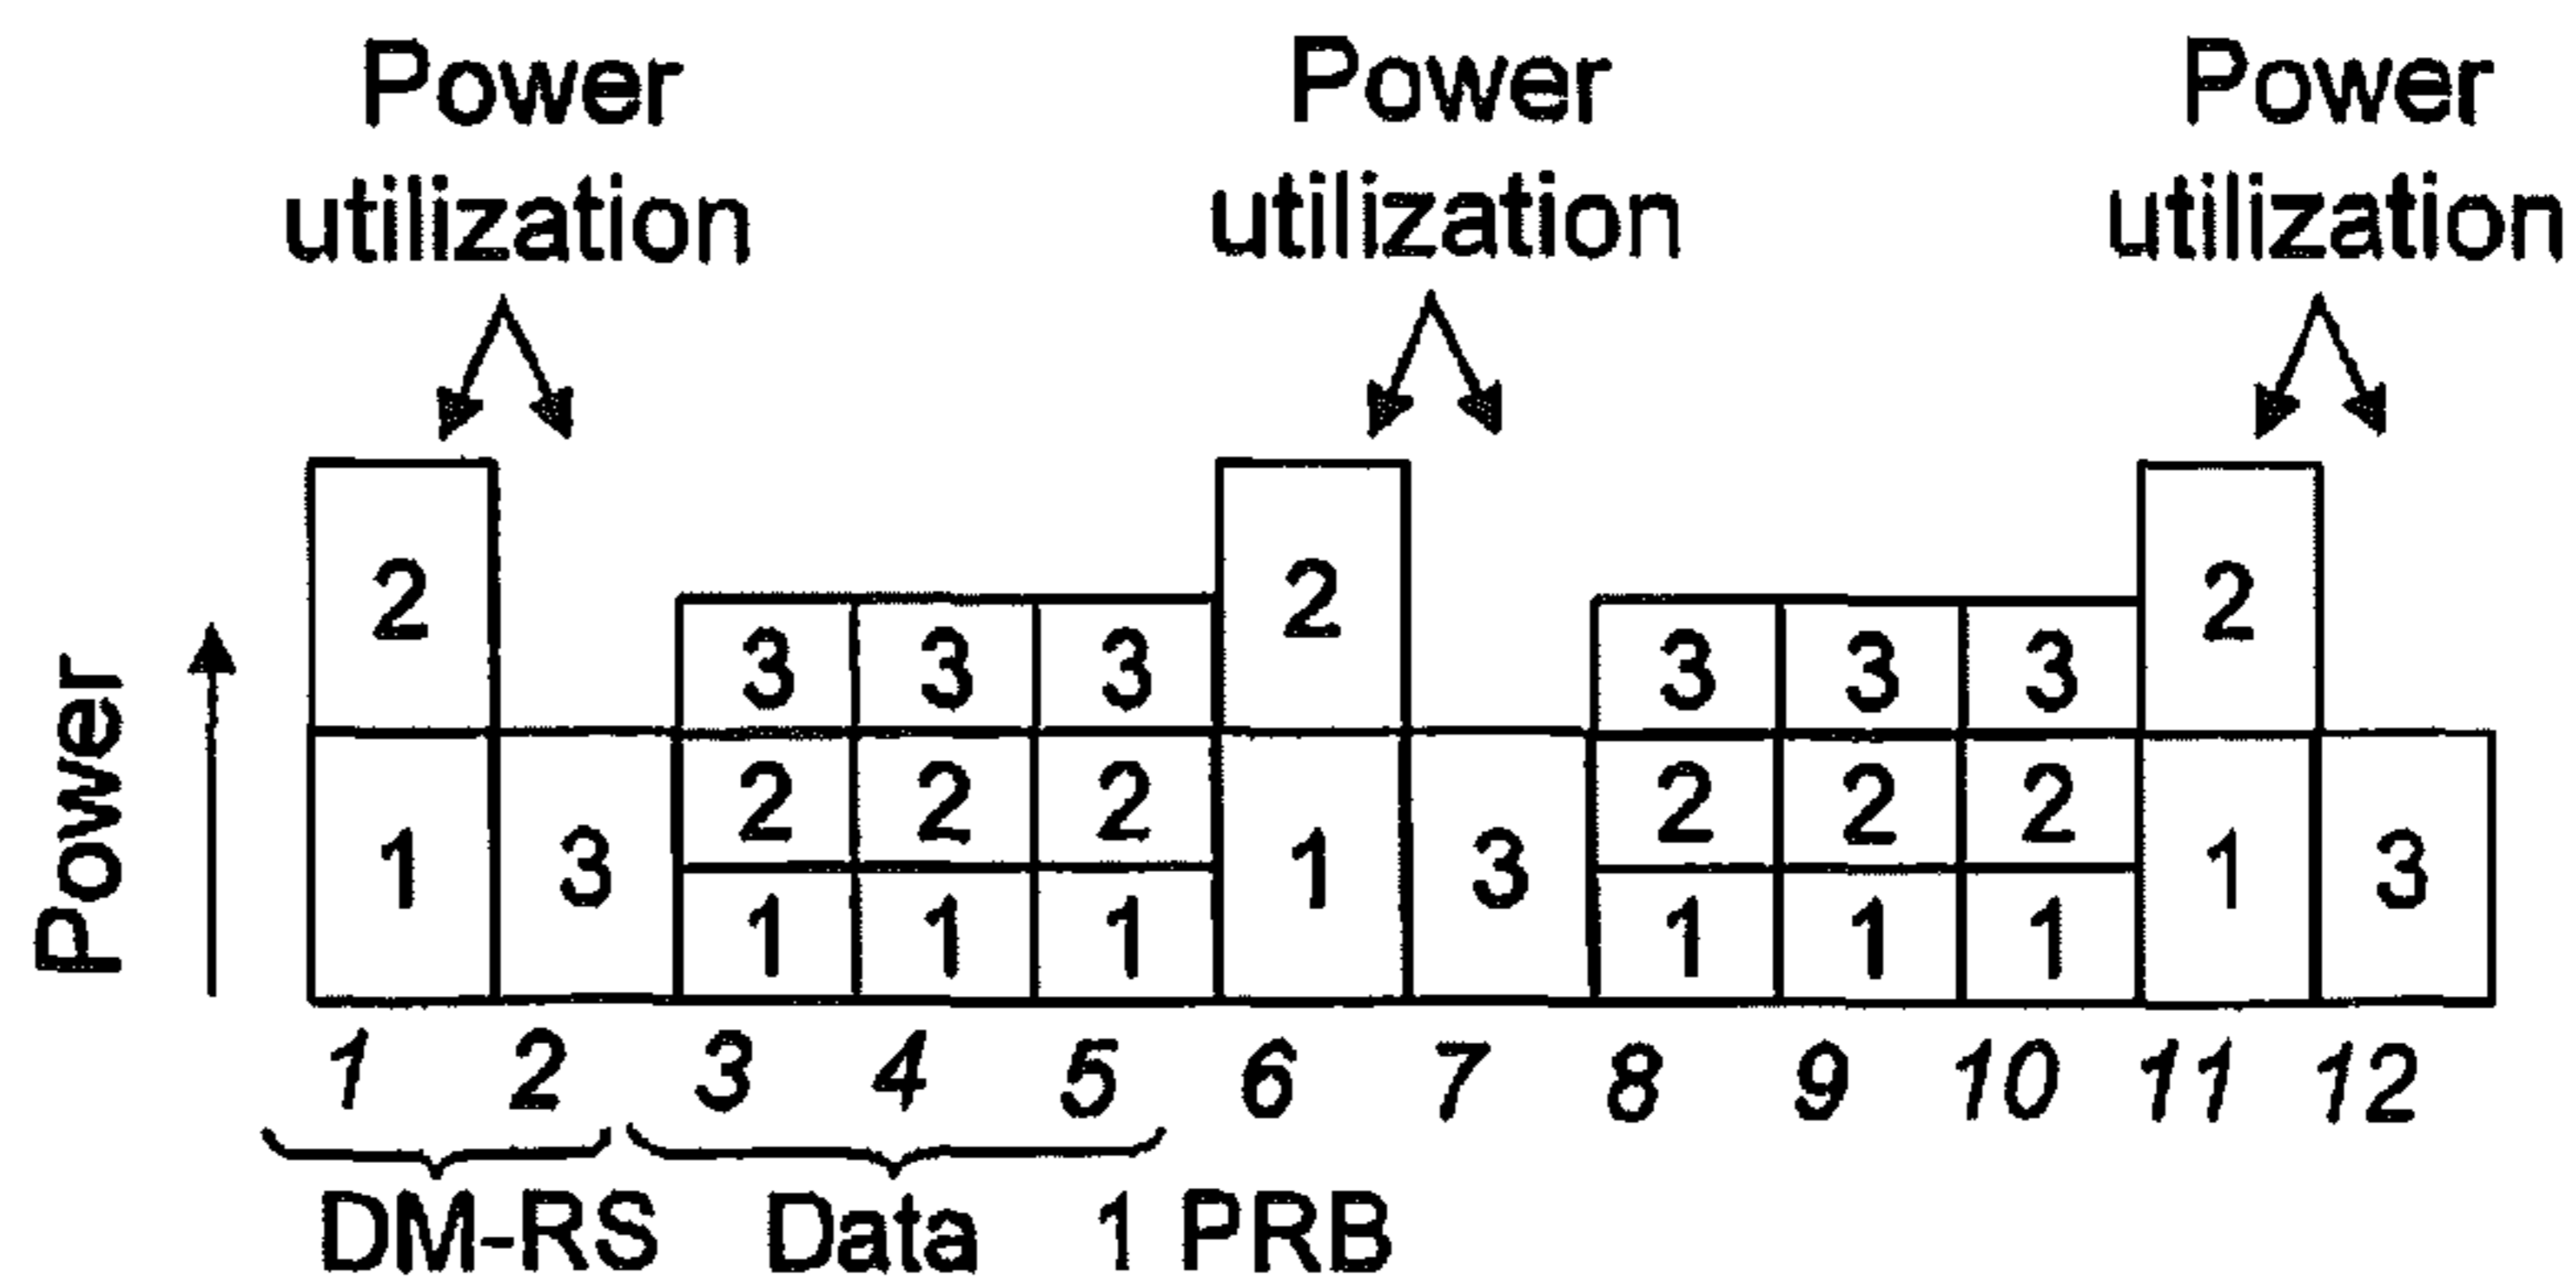 Power Power Power
utilization utilization utilization
2 2 2
3 3 3 3 3 3
2 2 2 2 2 2
1 3 1 3 1 3
1 1 1 1 1 1
Power
1 2 3 4 5 6 7 8 9 10 11 12
DM-RS Data 1 PRB